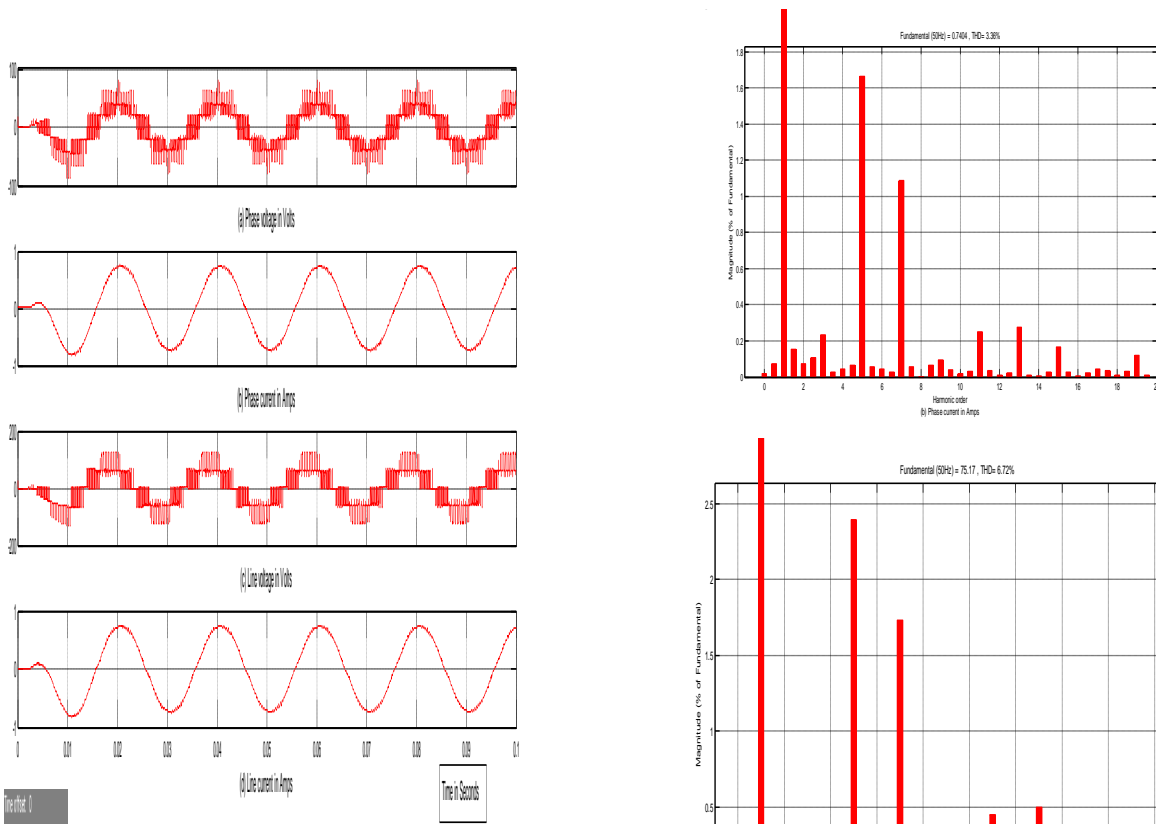 100
0
-100
(a) Phase voltage in Volts
1
0
-1
(b) Phase current in Amps
200
0
-200
(c) Line voltage in Volts
1
0
-1
0 0.01 0.02 0.03 0.04 0.05 0.06 0.07 0.08 0.09 0.1
(d) Line current in Amps
Time in Seconds
Time offset: 0
Fundamental (50Hz) = 0.7404 , THD= 3.36%
Magnitude (% of Fundamental)
1.8
1.6
1.4
1.2
1
0.8
0.6
0.4
0.2
0
0 2 4 6 8 10 12 14 16 18 2
Harmonic order
(b) Phase current in Amps
Fundamental (50Hz) = 75.17 , THD= 6.72%
Magnitude (% of Fundamental)
2.5
2
1.5
1
0.5